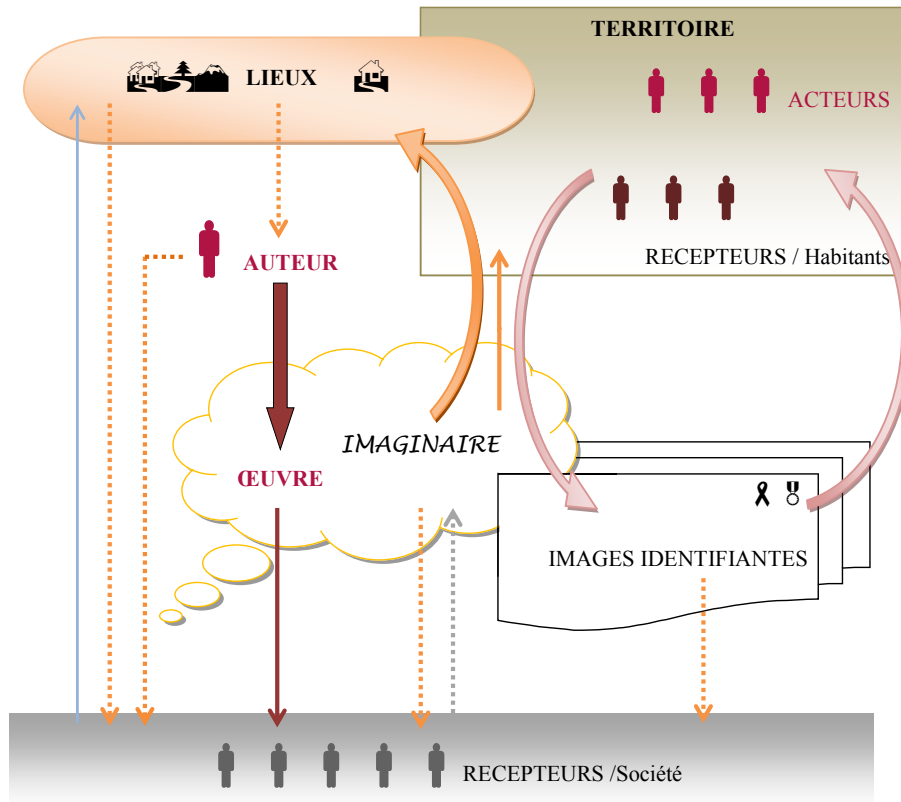 TERRITOIRE
LIEUX
ACTEURS
RECEPTEURS / Habitants
AUTEUR
IMAGINAIRE
ŒUVRE
IMAGES IDENTIFIANTES
RECEPTEURS /Société